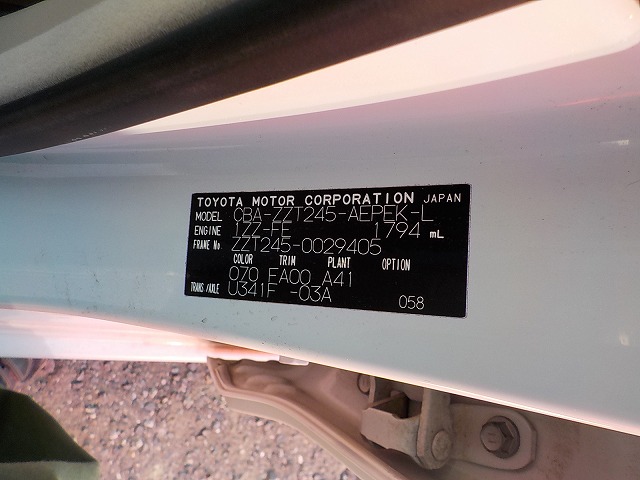 TOYOTA MOTOR CORPORATION JAPAN
MODEL CBA-ZZT245-AEPEK-L
ENGINE 1ZZ-FE 1794 mL
FRAME No. ZZT245-0029405
COLOR TRIM PLANT OPTION
070 FA00 A41
TRANS/AXLE U341F -03A
058